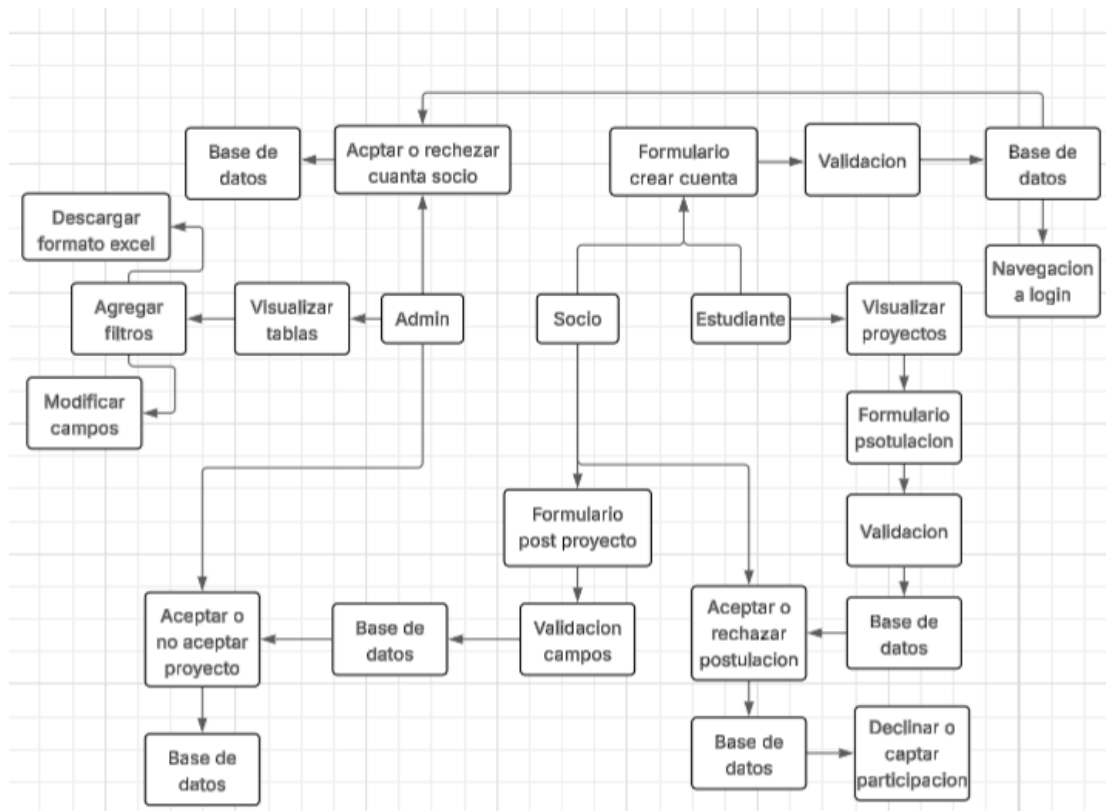 Base de
datos
Acptar o rechezar
cuanta socio
Formulario
crear cuenta
Validacion
Base de
datos
Descargar
formato excel
Navegacion
a login
Agregar
filtros
Visualizar
tablas
Admin
Socio
Estudiante
Visualizar
proyectos
Modificar
campos
Formulario
psotulacion
Formulario
post proyecto
Validacion
Aceptar o
no aceptar
proyecto
Base de
datos
Validacion
campos
Aceptar o
rechazar
postulacion
Base de
datos
Base de
datos
Base de
datos
Declinar o
captar
participacion